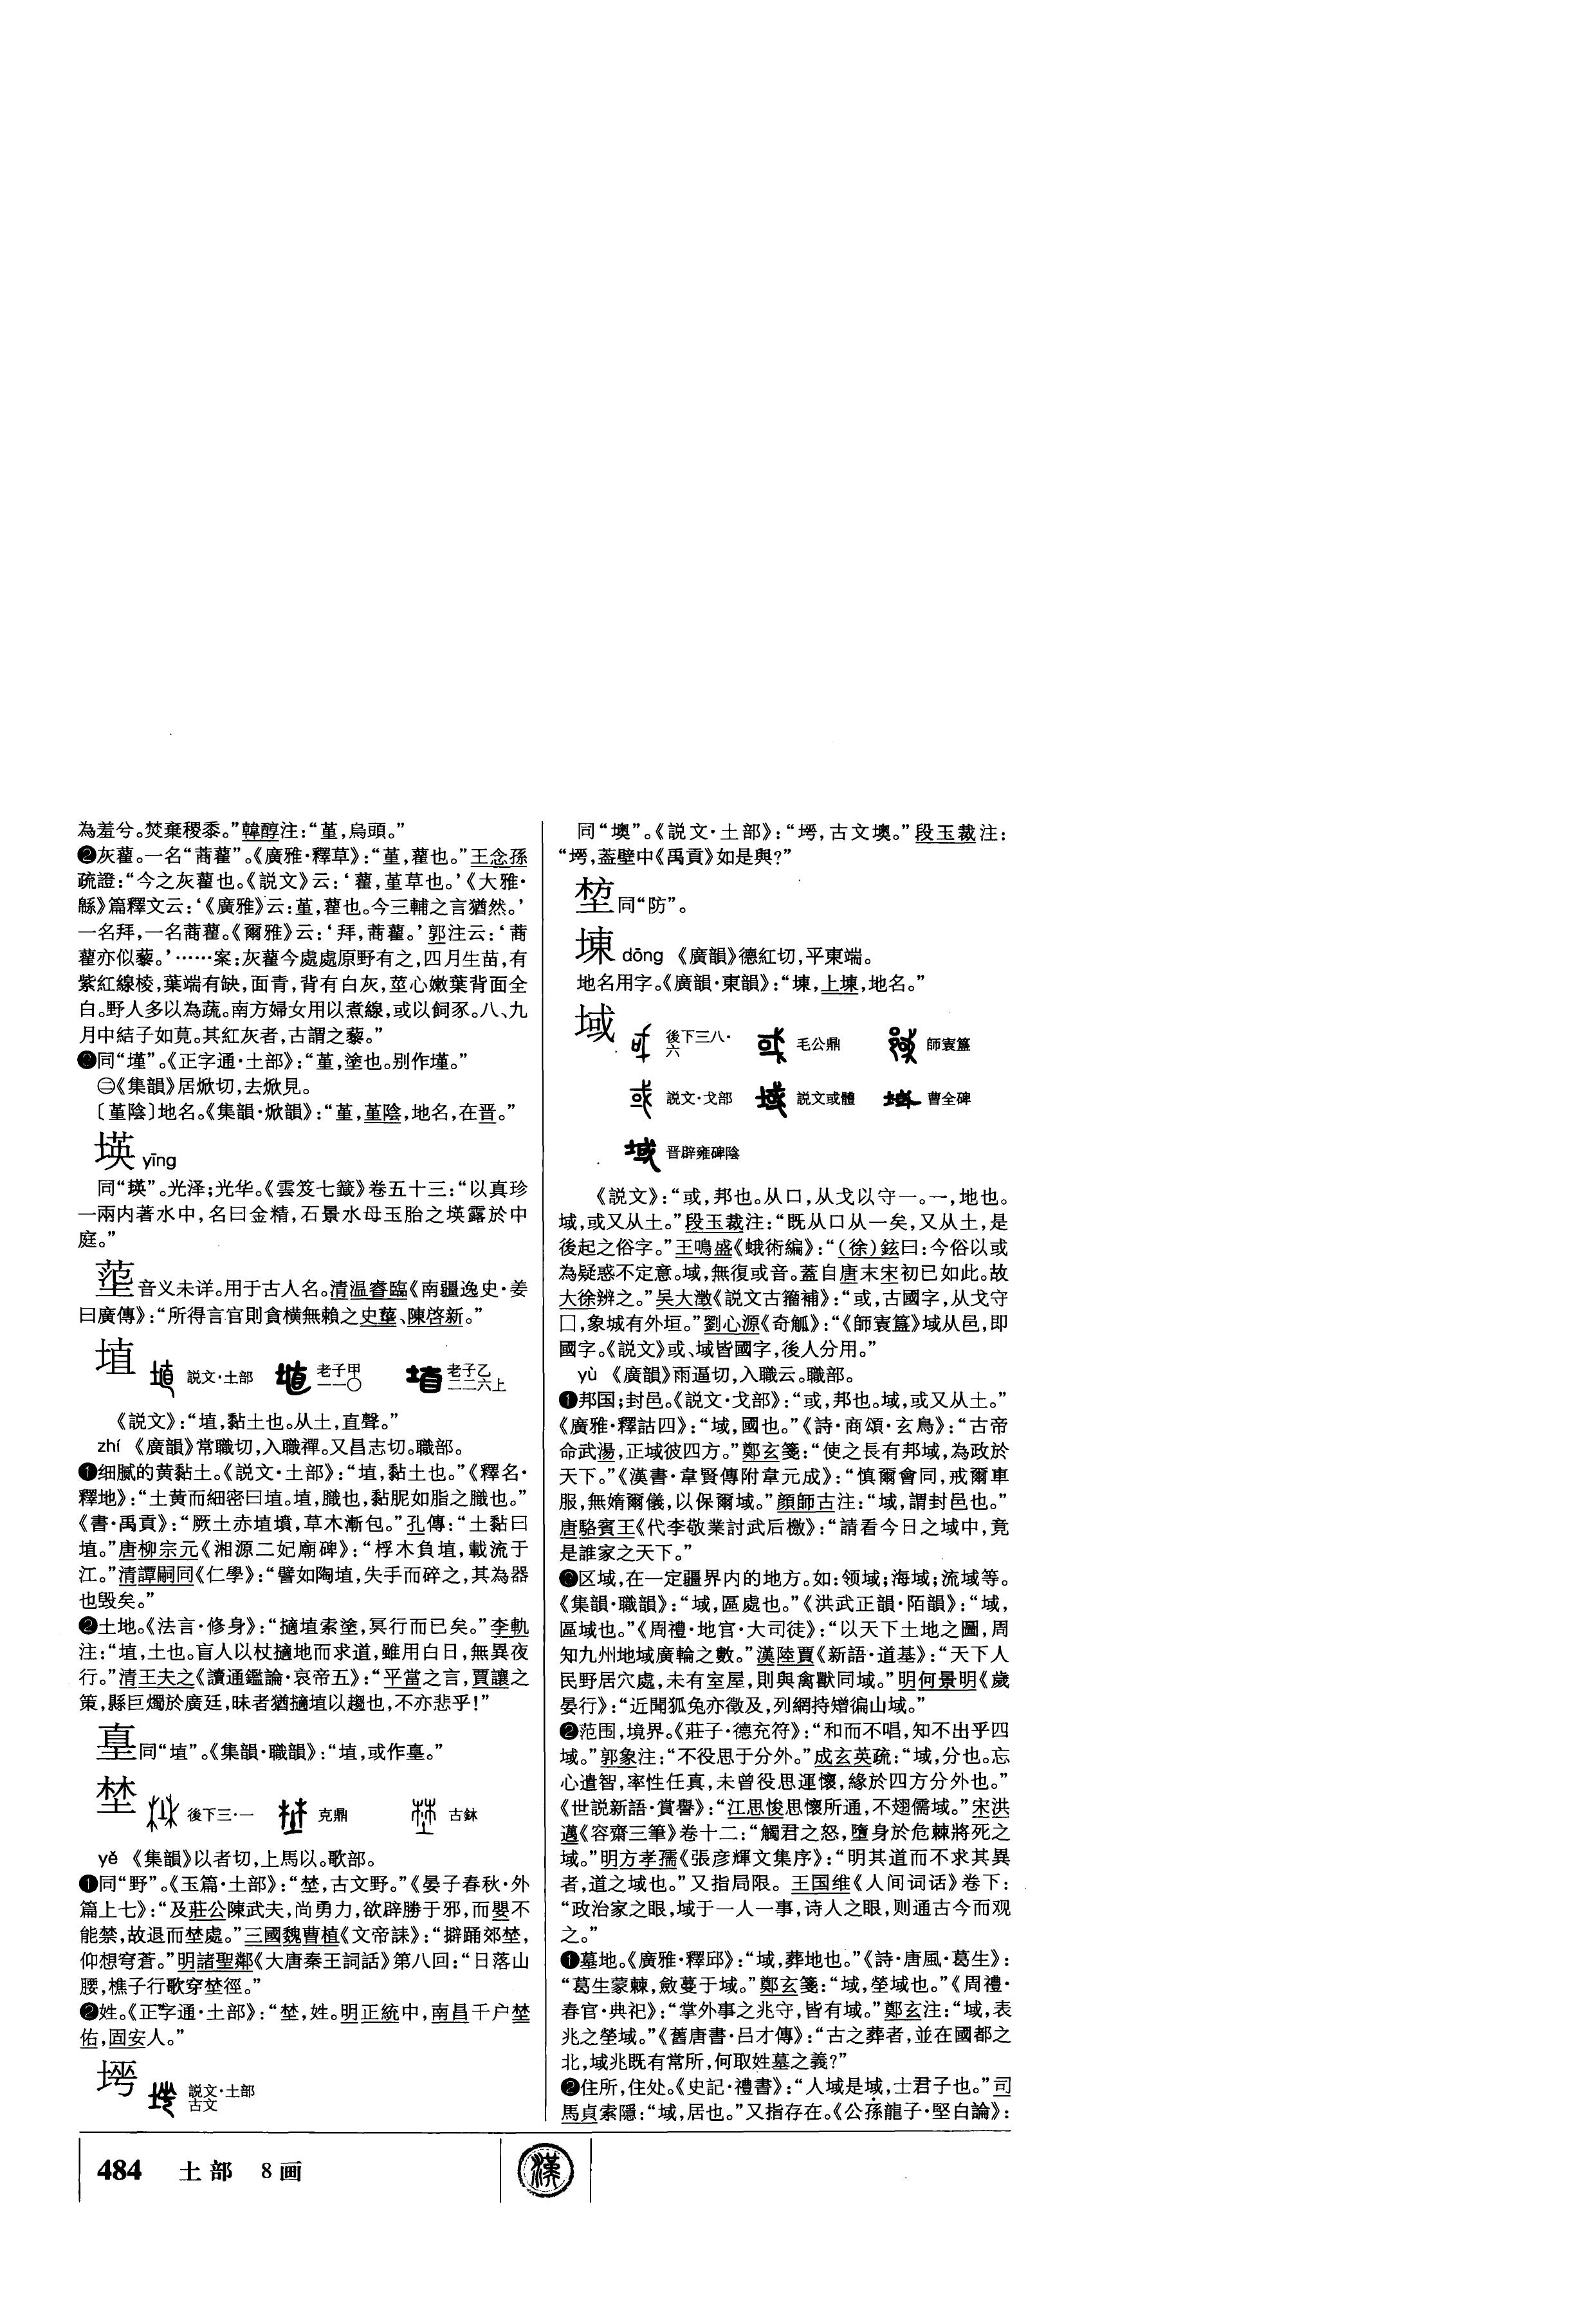 為羞兮。焚棄稷黍。”韓醇注：“堇，烏頭。”
❷灰藋。一名“蔏藋”。《廣雅·釋草》：“堇，藋也。”王念孫
疏證：“今之灰藋也。《説文》云：‘藋，堇草也。’《大雅·
緜》篇釋文云：‘《廣雅》云：堇，藋也。今三輔之言猶然。’
一名拜，一名蔏藋。《爾雅》云：‘拜，蔏藋。’郭注云：‘蔏
藋亦似藜。’……案：灰藋今處處原野有之，四月生苗，有
紫紅線棱，葉端有缺，面青，背有白灰，莖心嫩葉背面全
白。野人多以為蔬。南方婦女用以煮線，或以飼豕。八、九
月中結子如莧。其紅灰者，古謂之藜。”
❸同“墐”。《正字通·土部》：“堇，塗也。别作墐。”
㊁《集韻》居焮切，去焮見。
〔堇陰〕地名。《集韻·焮韻》：“堇，堇陰，地名，在晋。”
塋 yīng
同“瑛”。光泽；光华。《雲笈七籤》卷五十三：“以真珍
一兩内著水中，名曰金精，石景水母玉胎之瑛露於中
庭。”
音义未详。用于古人名。清温睿臨《南疆逸史·姜
曰廣傳》：“所得言官則貪横無賴之史𡍼、陳啓新。”
埴 説文·土部 老子甲一一〇 老子乙二二六上
《説文》：“埴，黏土也。从土，直聲。”
zhí 《廣韻》常職切，入職禪。又昌志切。職部。
❶细腻的黄黏土。《説文·土部》：“埴，黏土也。”《釋名·
釋地》：“土黄而細密曰埴。埴，膱也，黏胒如脂之膱也。”
《書·禹貢》：“厥土赤埴墳，草木漸包。”孔傳：“土黏曰
埴。”唐柳宗元《湘源二妃廟碑》：“桴木負埴，載流于
江。”清譚嗣同《仁學》：“譬如陶埴，失手而碎之，其為器
也毁矣。”
❷土地。《法言·修身》：“擿埴索塗，冥行而已矣。”李軌
注：“埴，土也。盲人以杖擿地而求道，雖用白日，無異夜
行。”清王夫之《讀通鑑論·哀帝五》：“平當之言，賈讓之
策，縣巨燭於廣廷，昧者猶擿埴以趨也，不亦悲乎！”
同“埴”。《集韻·職韻》：“埴，或作𡌴。”
埜 後下三·一 克鼎 古鉢
yě 《集韻》以者切，上馬以。歌部。
❶同“野”。《玉篇·土部》：“埜，古文野。”《晏子春秋·外
篇上七》：“及莊公陳武夫，尚勇力，欲辟勝于邪，而嬰不
能禁，故退而埜處。”三國魏曹植《文帝誄》：“擗踊郊埜，
仰想穹蒼。”明諸聖鄰《大唐秦王詞話》第八回：“日落山
腰，樵子行歌穿埜徑。”
❷姓。《正字通·土部》：“埜，姓。明正統中，南昌千户埜
佑，固安人。”
㙑 説文·土部古文
同“墺”。《説文·土部》：“㙑，古文墺。”段玉裁注：
“㙑，蓋壁中《禹貢》如是與？”
同“防”。
埬 dōng 《廣韻》德紅切，平東端。
地名用字。《廣韻·東韻》：“埬，上埬，地名。”
域 後下三八·六 毛公鼎 師袁簋
説文·戈部 説文或體 曹全碑
晋辟雍碑陰
《説文》：“或，邦也。从口，从戈以守一。一，地也。
域，或又从土。”段玉裁注：“既从口从一矣，又从土，是
後起之俗字。”王鳴盛《蛾術編》：“（徐）鉉曰：今俗以或
為疑惑不定意。域，無復或音。蓋自唐末宋初已如此。故
大徐辨之。”吴大澂《説文古籀補》：“或，古國字，从戈守
囗，象城有外垣。”劉心源《奇觚》：“《師袁簋》域从邑，即
國字。《説文》或、域皆國字，後人分用。”
yù 《廣韻》雨逼切，入職云。職部。
❶邦国；封邑。《説文·戈部》：“或，邦也。域，或又从土。”
《廣雅·釋詁四》：“域，國也。”《詩·商頌·玄鳥》：“古帝
命武湯，正域彼四方。”鄭玄箋：“使之長有邦域，為政於
天下。”《漢書·韋賢傳附韋元成》：“慎爾會同，戒爾車
服，無媠爾儀，以保爾域。”顔師古注：“域，謂封邑也。”
唐駱賓王《代李敬業討武后檄》：“請看今日之域中，竟
是誰家之天下。”
❷区域，在一定疆界内的地方。如：领域；海域；流域等。
《集韻·職韻》：“域，區處也。”《洪武正韻·陌韻》：“域，
區域也。”《周禮·地官·大司徒》：“以天下土地之圖，周
知九州地域廣輪之數。”漢陸賈《新語·道基》：“天下人
民野居穴處，未有室屋，則與禽獸同域。”明何景明《歲
晏行》：“近聞狐兔亦徵及，列網持矰徧山域。”
❷范围，境界。《莊子·德充符》：“和而不唱，知不出乎四
域。”郭象注：“不役思于分外。”成玄英疏：“域，分也。忘
心遺智，率性任真，未曾役思運懷，緣於四方分外也。”
《世説新語·賞譽》：“江思悛思懷所通，不翅儒域。”宋洪
邁《容齋三筆》卷十二：“觸君之怒，墮身於危棘將死之
域。”明方孝孺《張彦輝文集序》：“明其道而不求其異
者，道之域也。”又指局限。王国维《人间词话》卷下：
“政治家之眼，域于一人一事，诗人之眼，则通古今而观
之。”
❶墓地。《廣雅·釋邱》：“域，葬地也。”《詩·唐風·葛生》：
“葛生蒙棘，蘞蔓于域。”鄭玄箋：“域，塋域也。”《周禮·
春官·典祀》：“掌外事之兆守，皆有域。”鄭玄注：“域，表
兆之塋域。”《舊唐書·吕才傳》：“古之葬者，並在國都之
北，域兆既有常所，何取姓墓之義？”
❷住所，住处。《史記·禮書》：“人域是域，士君子也。”司
馬貞索隱：“域，居也。”又指存在。《公孫龍子·堅白論》：
484 土部 8画
漢